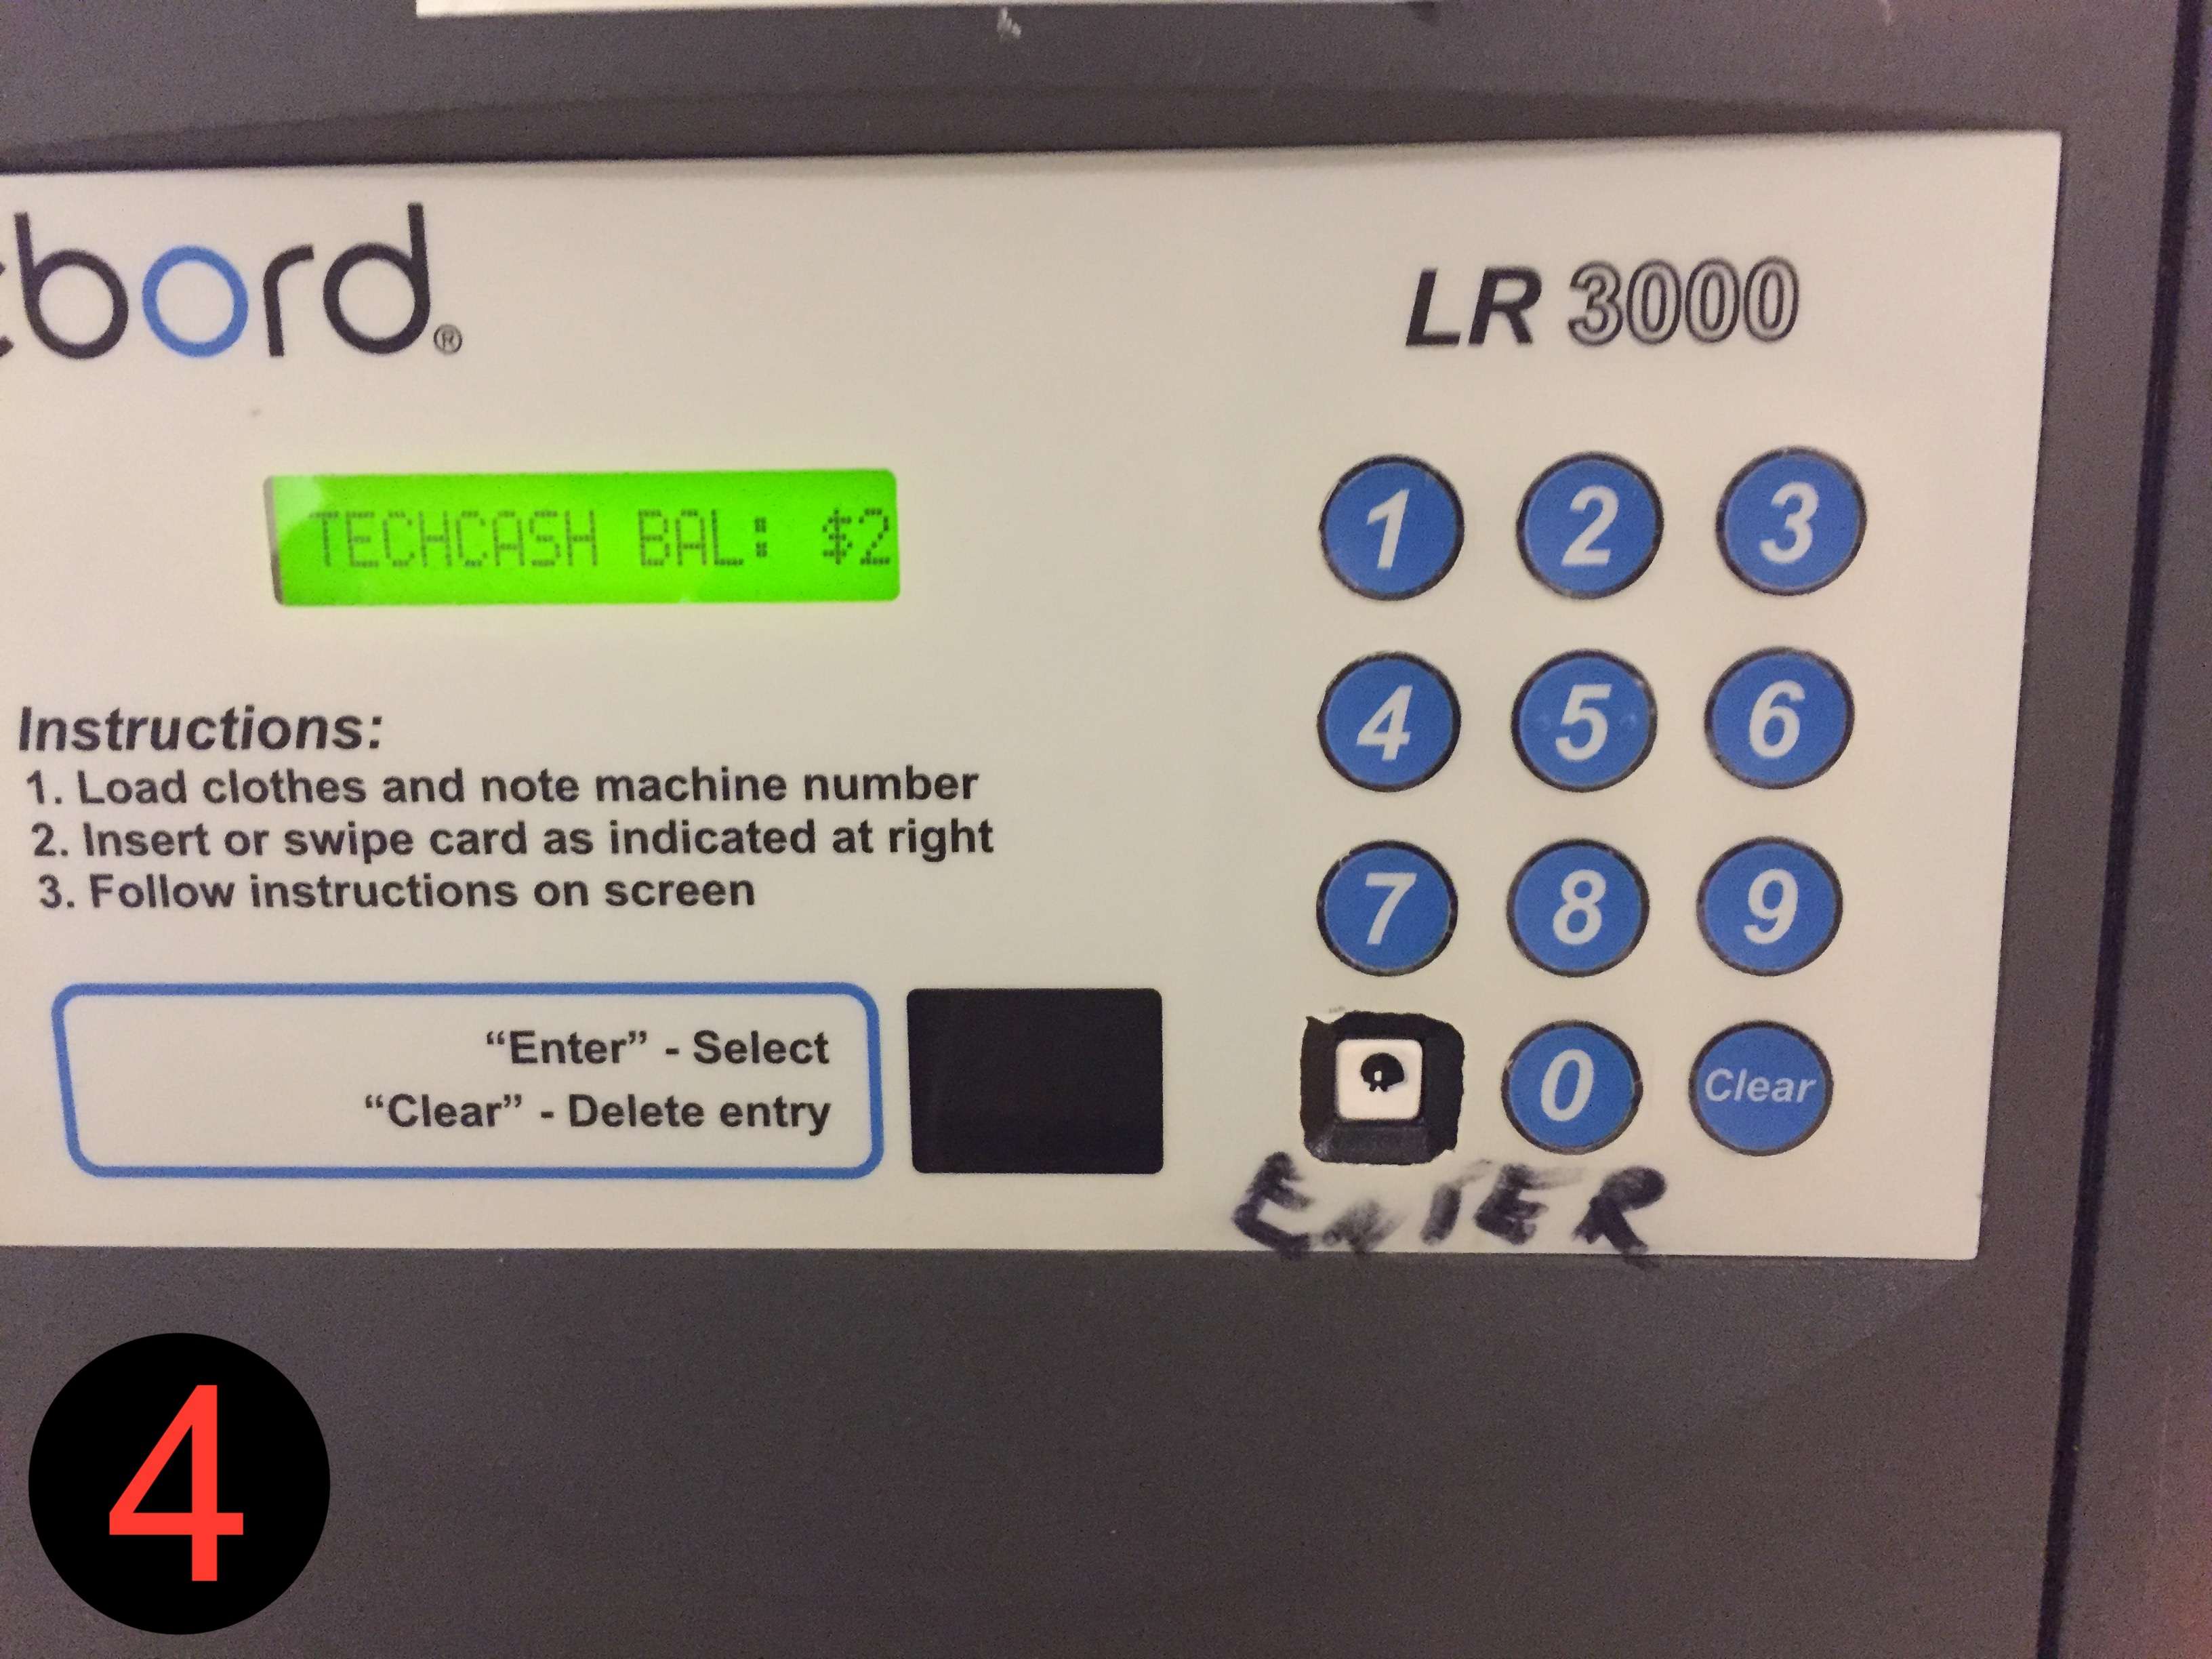 cbord®
LR 3000
TECHCASH BAL: $2
1 2 3
4 5 6
7 8 9
0 Clear
ENTER
Instructions:
1. Load clothes and note machine number
2. Insert or swipe card as indicated at right
3. Follow instructions on screen
“Enter” - Select
“Clear” - Delete entry
4